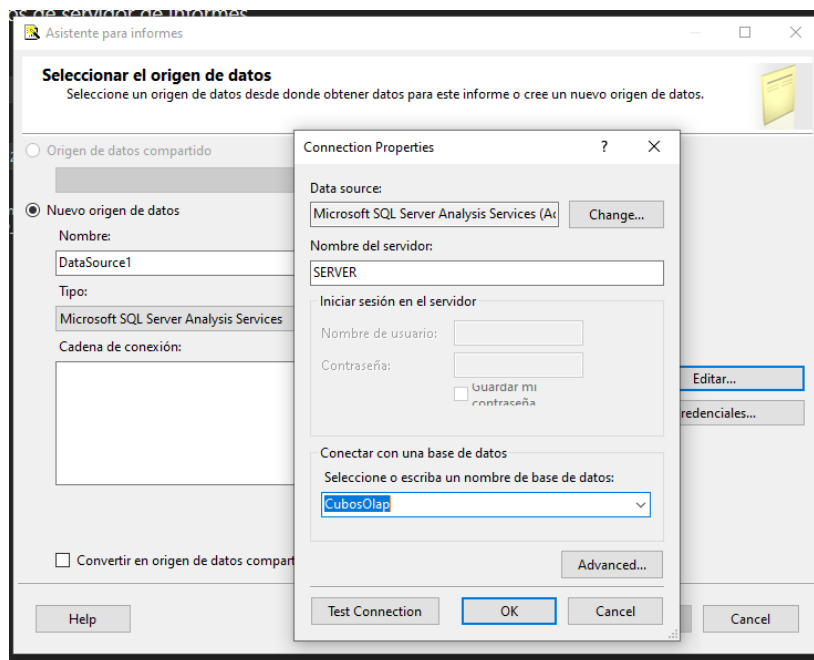 os de servidor de informes
Asistente para informes
Seleccionar el origen de datos
Seleccione un origen de datos desde donde obtener datos para este informe o cree un nuevo origen de datos.
Origen de datos compartido
Nuevo origen de datos
Nombre:
DataSource1
Tipo:
Microsoft SQL Server Analysis Services
Cadena de conexión:
Editar...
redenciales...
Convertir en origen de datos compart
Help
Cancel
Connection Properties
?
Data source:
Microsoft SQL Server Analysis Services (Ac
Change...
Nombre del servidor:
SERVER
Iniciar sesión en el servidor
Nombre de usuario:
Contraseña:
Guardar mi
contraseña
Conectar con una base de datos
Seleccione o escriba un nombre de base de datos:
CubosOlap
Advanced...
Test Connection
OK
Cancel